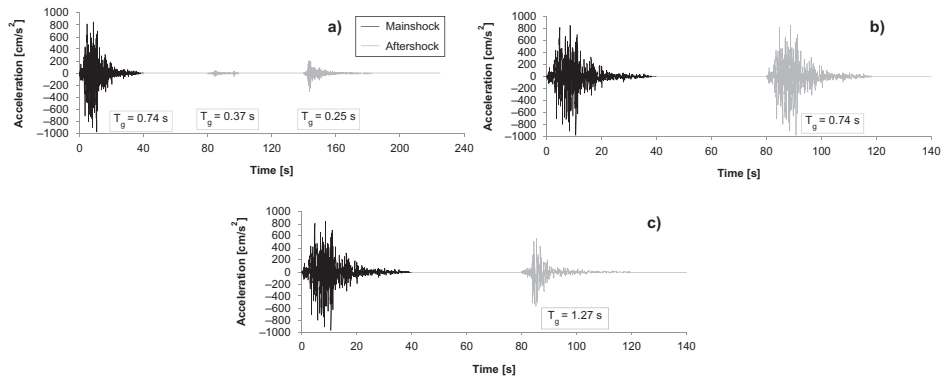 a)
Mainshock
Aftershock
Acceleration [cm/s²]
1000
800
600
400
200
0
−200
−400
−600
−800
−1000
Tg = 0.74 s
Tg = 0.37 s
Tg = 0.25 s
0 40 80 120 160 200 240
Time [s]
b)
Acceleration [cm/s²]
1000
800
600
400
200
0
−200
−400
−600
−800
−1000
Tg = 0.74 s
0 20 40 60 80 100 120 140
Time [s]
c)
Acceleration [cm/s²]
1000
800
600
400
200
0
−200
−400
−600
−800
−1000
Tg = 1.27 s
0 20 40 60 80 100 120 140
Time [s]